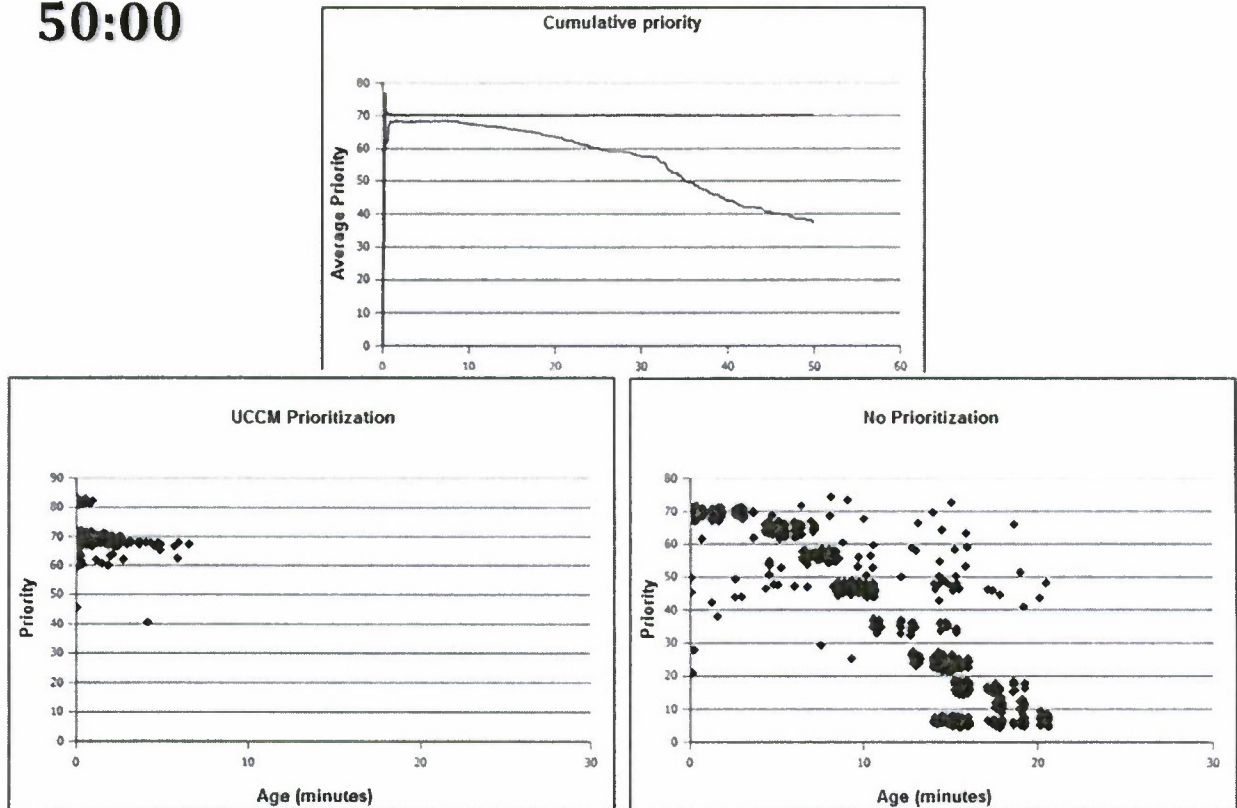 50:00
Cumulative priority
Average Priority
80
70
60
50
40
30
20
10
0
0 10 20 30 40 50 60
UCCM Prioritization
Priority
90
80
70
60
50
40
30
20
10
0
0 10 20 30
Age (minutes)
No Prioritization
Priority
80
70
60
50
40
30
20
10
0
0 10 20 30
Age (minutes)